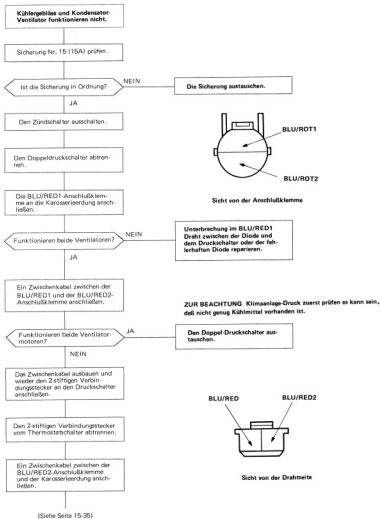 Kühlergebläse und Kondensator-
Ventilator funktionieren nicht.
Sicherung Nr. 15 (15A) prüfen.
Ist die Sicherung in Ordnung?
NEIN
Die Sicherung austauschen.
JA
Den Zündschalter ausschalten.
Den Doppeldruckschalter abtren-
nen.
BLU/ROT1
BLU/ROT2
Sicht von der Anschlußklemme
Die BLU/RED1-Anschlußklem-
me an die Karosserieerdung ansch-
ließen.
Funktionieren beide Ventilatoren?
NEIN
Unterbrechung im BLU/RED1
Draht zwischen der Diode und
dem Druckschalter oder der feh-
lerhaften Diode reparieren.
JA
Ein Zwischenkabel zwischen der
BLU/RED1 und der BLU/RED2-
Anschlußklemme anschließen.
ZUR BEACHTUNG Klimaanlage-Druck zuerst prüfen es kann sein,
daß nicht genug Kühlmittel vorhanden ist.
Funktionieren beide Ventilator-
motoren?
JA
Den Doppel-Druckschalter aus-
tauschen.
NEIN
Das Zwischenkabel ausbauen und
wieder den 2-stiftigen Verbin-
dungsstecker an den Druckschalter
anschließen.
Den 2-stiftigen Verbindungsstecker
vom Thermostatschalter abtrennen.
BLU/RED
BLU/RED2
Sicht von der Drahtseite
Ein Zwischenkabel zwischen der
BLU/RED2-Anschlußklemme
und der Karosserieerdung ansch-
ließen.
(Siehe Seite 15-35)